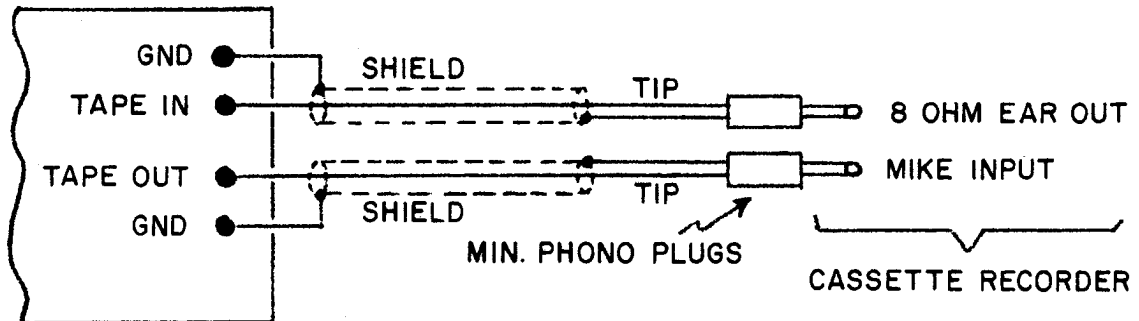 GND
SHIELD
TAPE IN
TIP
8 OHM EAR OUT
TAPE OUT
MIKE INPUT
TIP
GND
SHIELD
MIN. PHONO PLUGS
CASSETTE RECORDER